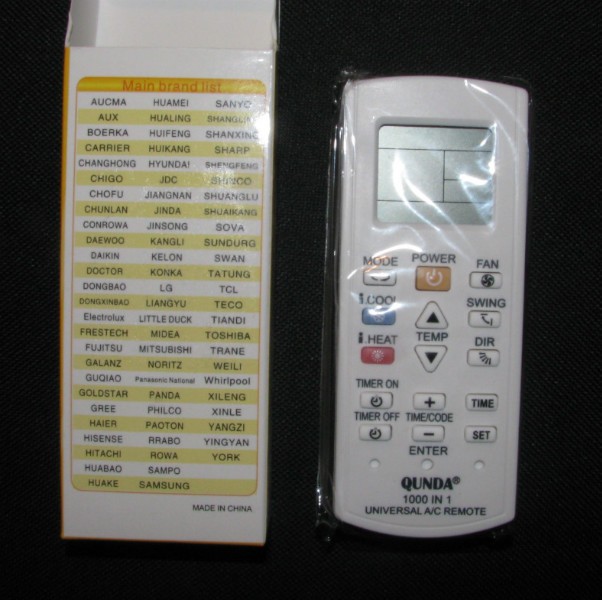 Main brand list
AUCMA HUAMEI SANYO
AUX HUALING SHANGLING
BOERKA HUIFENG SHANXING
CARRIER HUIKANG SHARP
CHANGHONG HYUNDAI SHENGFENG
CHIGO JDC SHINCO
CHOFU JIANGNAN SHUANGLU
CHUNLAN JINDA SHUAIKANG
CONROWA JINSONG SOVA
DAEWOO KANGLI SUNDURG
DAIKIN KELON SWAN
DOCTOR KONKA TATUNG
DONGBAO LG TCL
DONGXINBAO LIANGYU TECO
Electrolux LITTLE DUCK TIANDI
FRESTECH MIDEA TOSHIBA
FUJITSU MITSUBISHI TRANE
GALANZ NORITZ WEILI
GUQIAO Panasonic National Whirlpool
GOLDSTAR PANDA XILENG
GREE PHILCO XINLE
HAIER PAOTON YANGZI
HISENSE RRABO YINGYAN
HITACHI ROWA YORK
HUABAO SAMPO
HUAKE SAMSUNG
MADE IN CHINA
MODE POWER FAN
i.COOL SWING
TEMP
i.HEAT DIR
TIMER ON
+ TIME
TIMER OFF TIME/CODE
− SET
ENTER
QUNDA®
1000 IN 1
UNIVERSAL A/C REMOTE